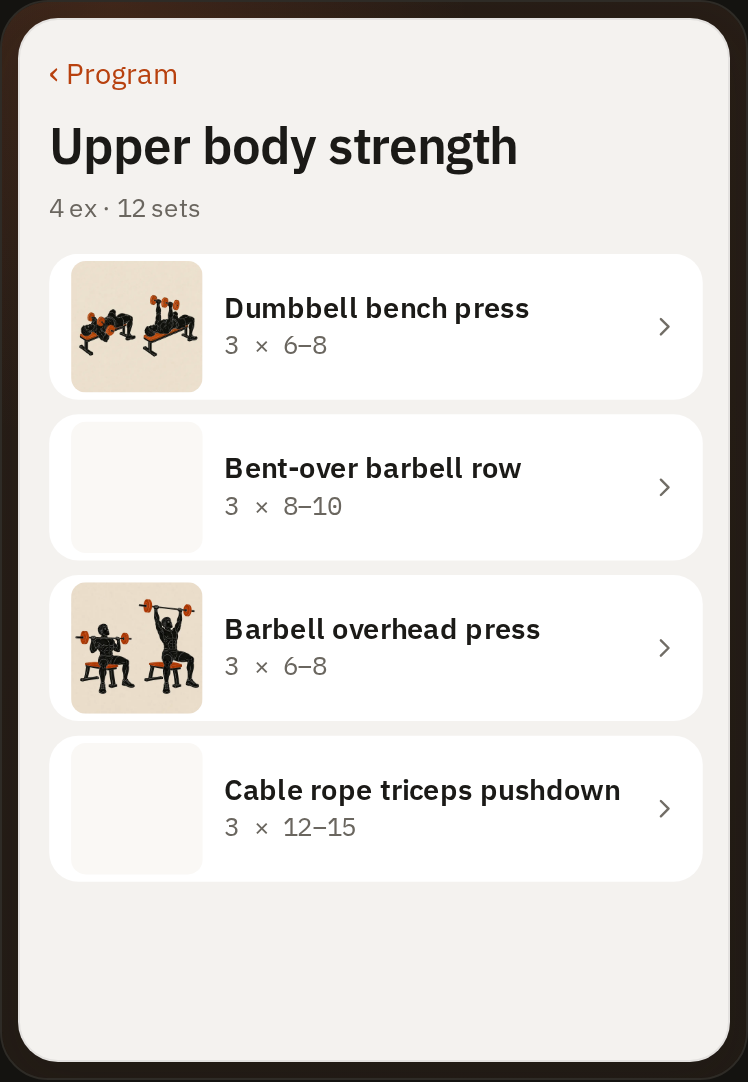 ‹ Program
Upper body strength
4 ex · 12 sets
Dumbbell bench press
3 × 6–8
Bent-over barbell row
3 × 8–10
Barbell overhead press
3 × 6–8
Cable rope triceps pushdown
3 × 12–15